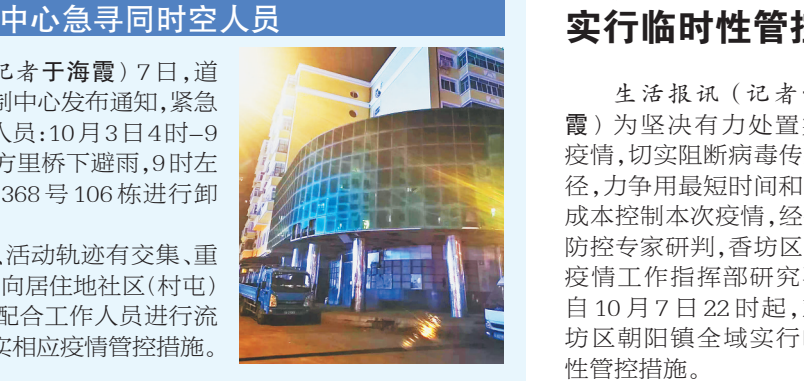 中心急寻同时空人员
记者于海霞）7日，道
制中心发布通知，紧急
人员：10月3日4时—9
方里桥下避雨，9时左
368号106栋进行卸
、活动轨迹有交集、重
向居住地社区（村屯）
配合工作人员进行流
实相应疫情管控措施。
实行临时性管
生活报讯（记者
霞）为坚决有力处置
疫情，切实阻断病毒传
径，力争用最短时间和
成本控制本次疫情，经
防控专家研判，香坊区
疫情工作指挥部研究
自10月7日22时起，
坊区朝阳镇全域实行
性管控措施。